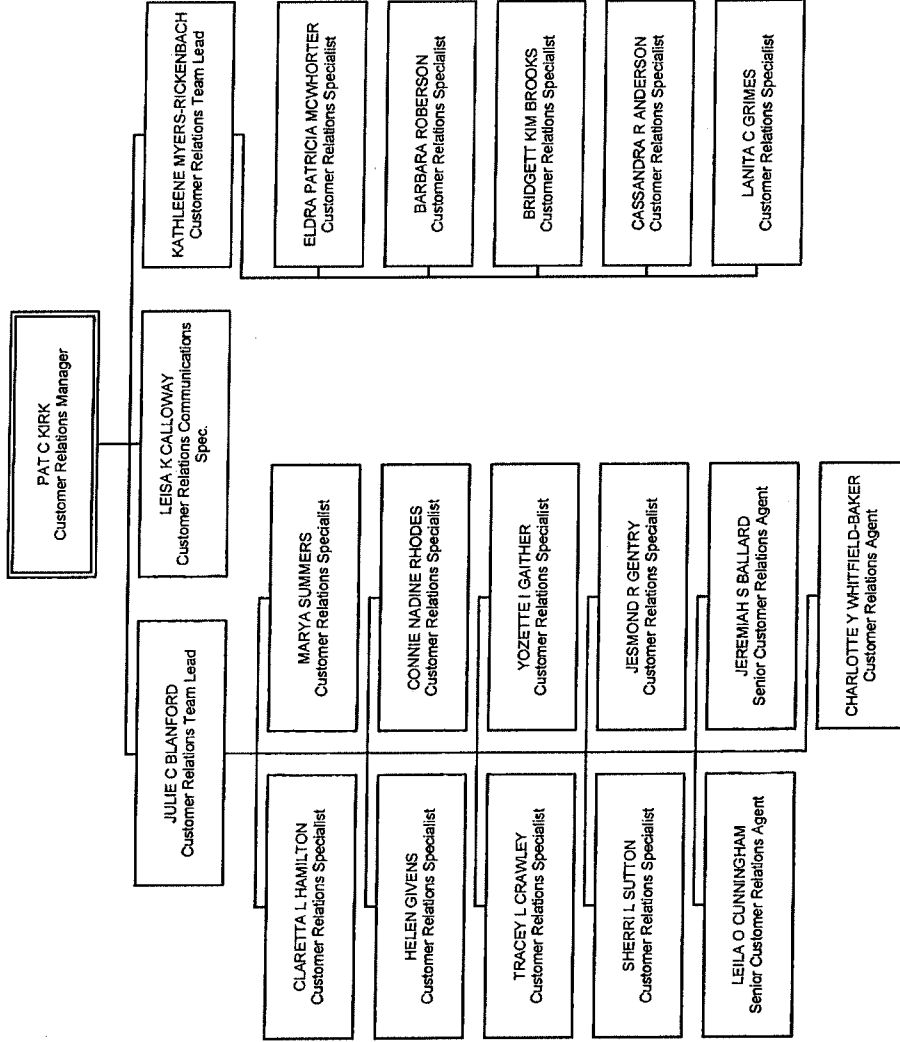 PAT C KIRK
Customer Relations Manager
JULIE C BLANFORD
Customer Relations Team Lead
LEISA K CALLOWAY
Customer Relations Communications
Spec.
KATHLEENE MYERS-RICKENBACH
Customer Relations Team Lead
CLARETTA L HAMILTON
Customer Relations Specialist
MARYA SUMMERS
Customer Relations Specialist
HELEN GIVENS
Customer Relations Specialist
CONNIE NADINE RHODES
Customer Relations Specialist
TRACEY L CRAWLEY
Customer Relations Specialist
YOZETTE I GAITHER
Customer Relations Specialist
SHERRI L SUTTON
Customer Relations Specialist
JESMOND R GENTRY
Customer Relations Specialist
LEILA O CUNNINGHAM
Senior Customer Relations Agent
JEREMIAH S BALLARD
Senior Customer Relations Agent
CHARLOTTE Y WHITFIELD-BAKER
Customer Relations Agent
ELDRA PATRICIA MCWHORTER
Customer Relations Specialist
BARBARA ROBERSON
Customer Relations Specialist
BRIDGETT KIM BROOKS
Customer Relations Specialist
CASSANDRA R ANDERSON
Customer Relations Specialist
LANITA C GRIMES
Customer Relations Specialist